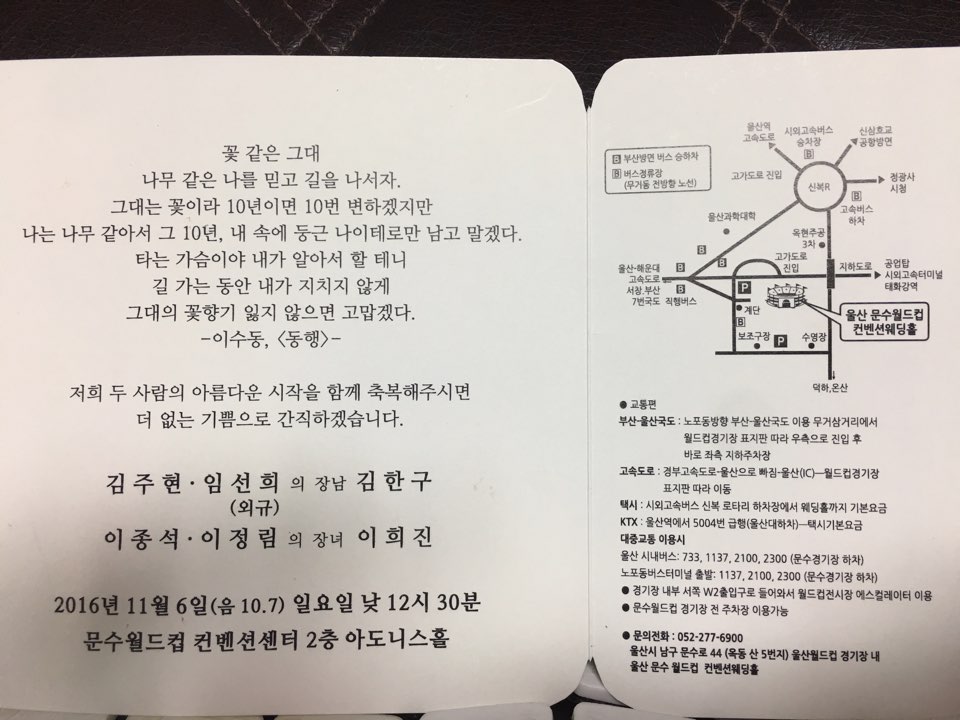 꽃 같은 그대
나무 같은 나를 믿고 길을 나서자.
그대는 꽃이라 10년이면 10번 변하겠지만
나는 나무 같아서 그 10년, 내 속에 둥근 나이테로만 남고 말겠다.
타는 가슴이야 내가 알아서 할 테니
길 가는 동안 내가 지치지 않게
그대의 꽃향기 잃지 않으면 고맙겠다.
-이수동, 〈동행〉-
저희 두 사람의 아름다운 시작을 함께 축복해주시면
더 없는 기쁨으로 간직하겠습니다.
김주현 · 임선희 의 장남 김한구
(외규)
이종석 · 이정림 의 장녀 이희진
2016년 11월 6일(음 10.7) 일요일 낮 12시 30분
문수월드컵 컨벤션센터 2층 아도니스홀
B 부산방면 버스 승하차
B 버스정류장
(무거동 전방향 노선)
울산역
고속도로
시외고속버스
승차장
B
신삼호교
공항방면
고가도로 진입
신복R
정광사
시청
B
고속버스
하차
울산과학대학
옥현주공
3차
B
B
B
고가도로
진입
지하도로
공업탑
시외고속터미널
태화강역
울산-해운대
고속도로
서창,부산
7번국도
B
직행버스
P
계단
B
보조구장
P
수영장
울산 문수월드컵
컨벤션웨딩홀
덕하,온산
● 교통편
부산-울산국도 : 노포동방향 부산-울산국도 이용 무거삼거리에서
월드컵경기장 표지판 따라 우측으로 진입 후
바로 좌측 지하주차장
고속도로 : 경부고속도로-울산으로 빠짐-울산(IC)—월드컵경기장
표지판 따라 이동
택시 : 시외고속버스 신복 로타리 하차장에서 웨딩홀까지 기본요금
KTX : 울산역에서 5004번 급행(울산대하차)—택시기본요금
대중교통 이용시
울산 시내버스: 733, 1137, 2100, 2300 (문수경기장 하차)
노포동버스터미널 출발: 1137, 2100, 2300 (문수경기장 하차)
● 경기장 내부 서쪽 W2출입구로 들어와서 월드컵전시장 에스컬레이터 이용
● 문수월드컵 경기장 전 주차장 이용가능
● 문의전화 : 052-277-6900
울산시 남구 문수로 44 (옥동 산 5번지) 울산월드컵 경기장 내
울산 문수 월드컵 컨벤션웨딩홀